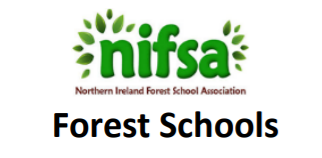 nifsa
Northern Ireland Forest School Association
Forest Schools